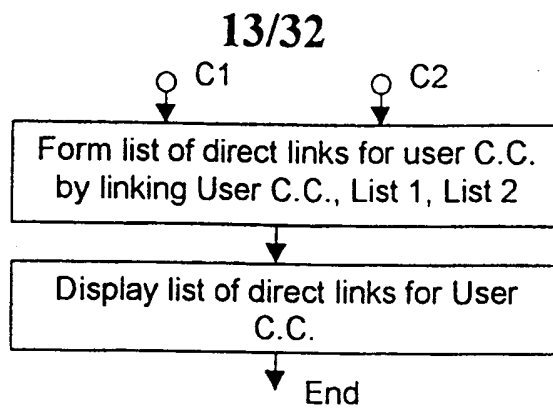 13/32
C1
C2
Form list of direct links for user C.C.
by linking User C.C., List 1, List 2
Display list of direct links for User
C.C.
End